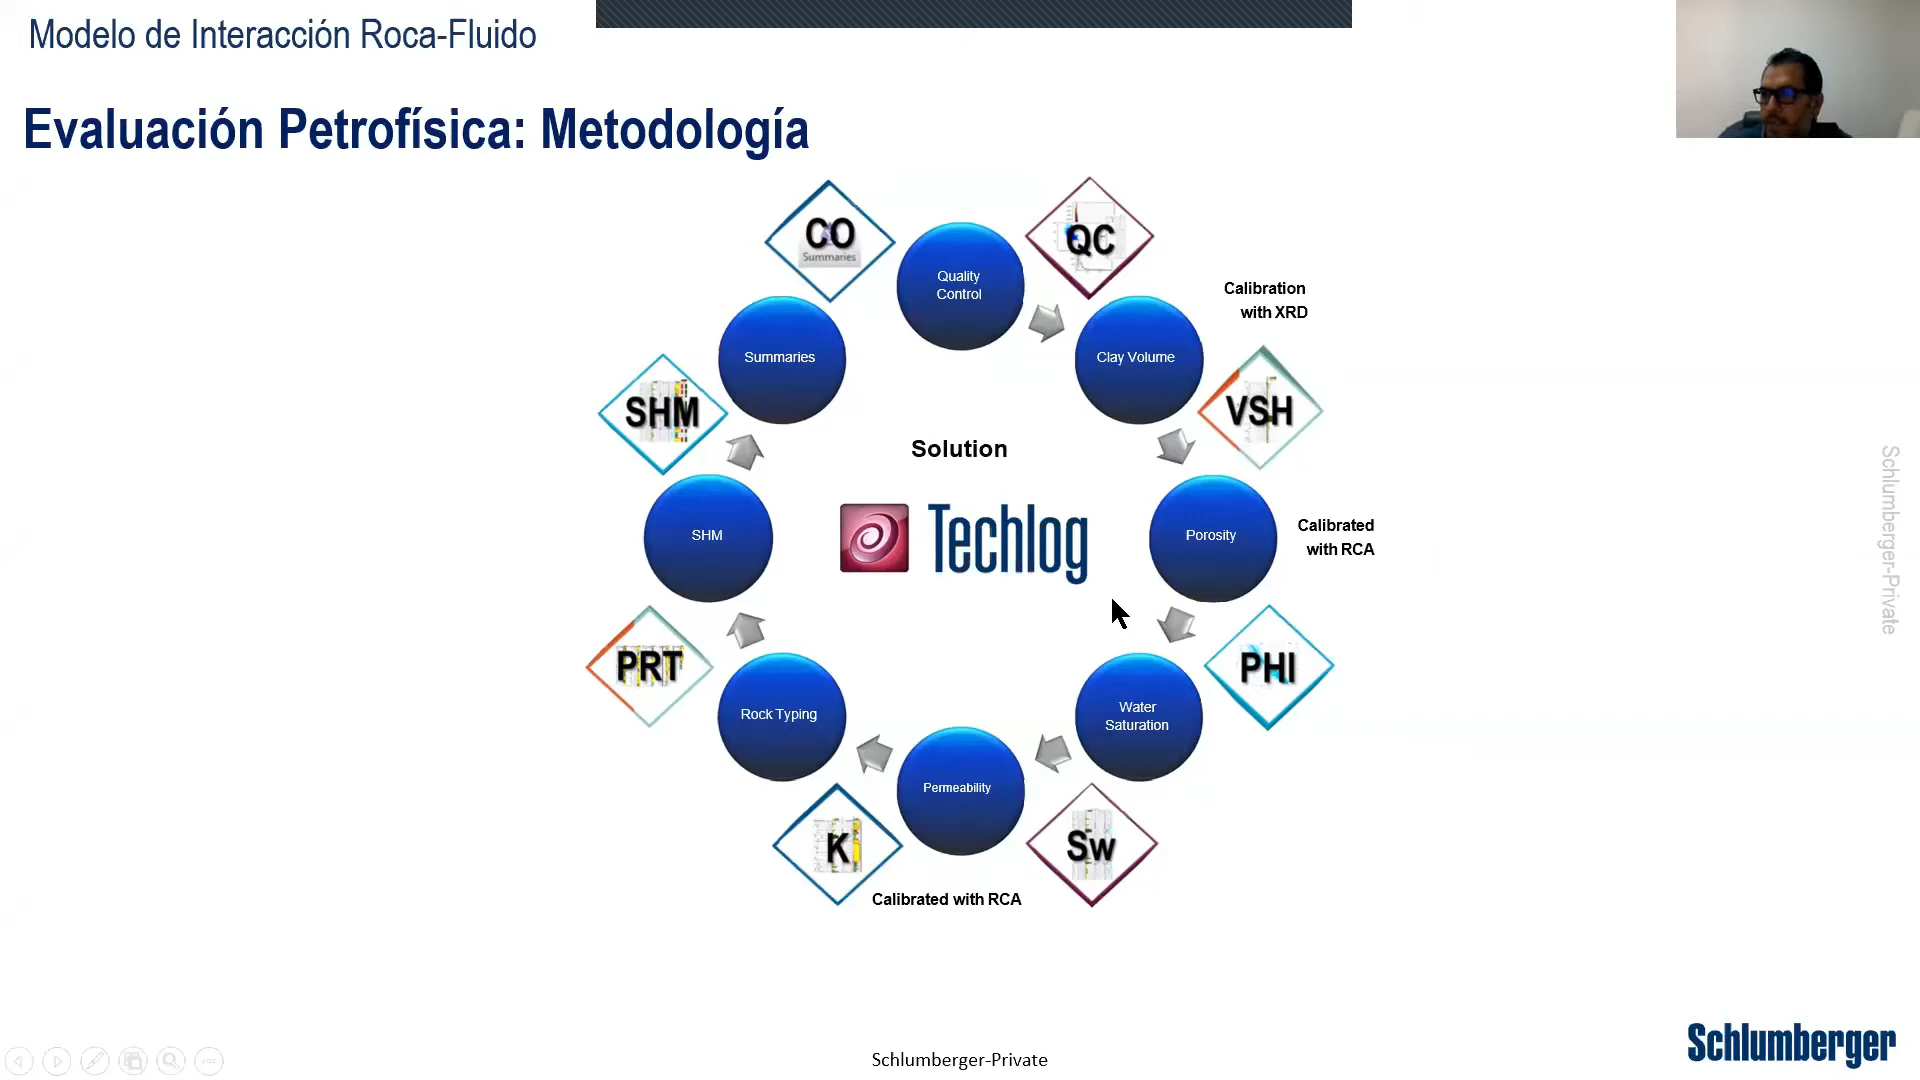 Modelo de Interacción Roca-Fluido
Evaluación Petrofísica: Metodología
CO
Summaries
Quality
Control
QC
Calibration
with XRD
Summaries
Clay Volume
SHM
VSH
Solution
Techlog
SHM
Porosity
Calibrated
with RCA
PRT
PHI
Rock Typing
Water
Saturation
Permeability
K
Sw
Calibrated with RCA
Schlumberger-Private
Schlumberger-Private
Schlumberger